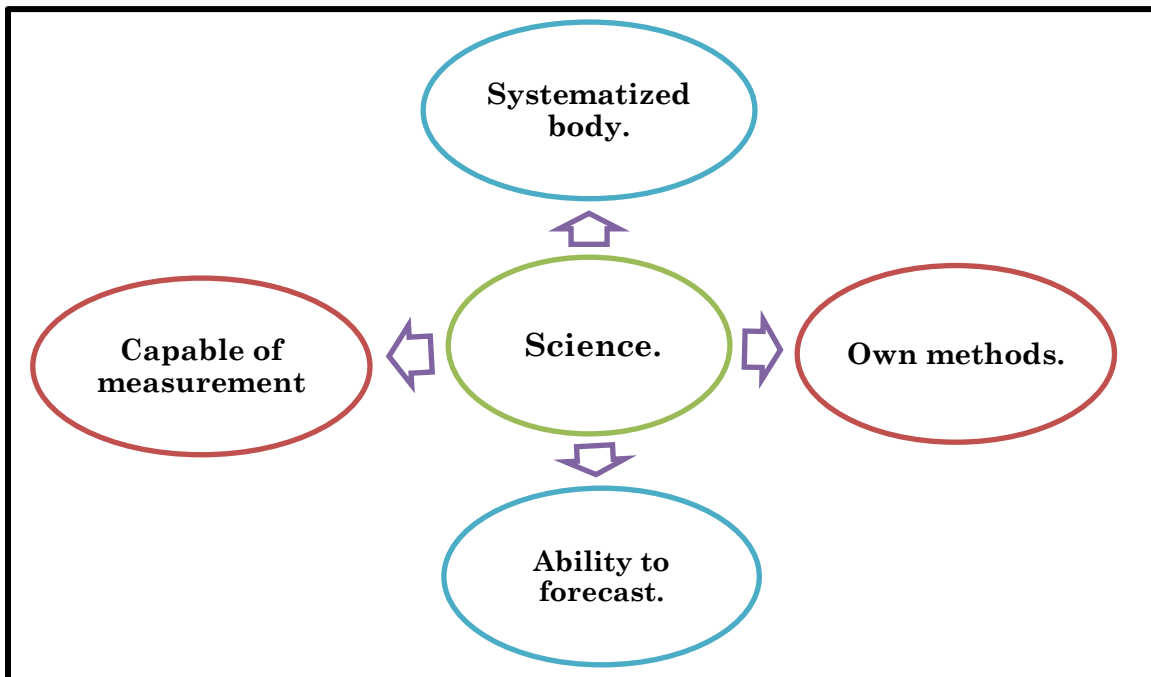 Systematized
body.
Capable of
measurement
Science.
Own methods.
Ability to
forecast.